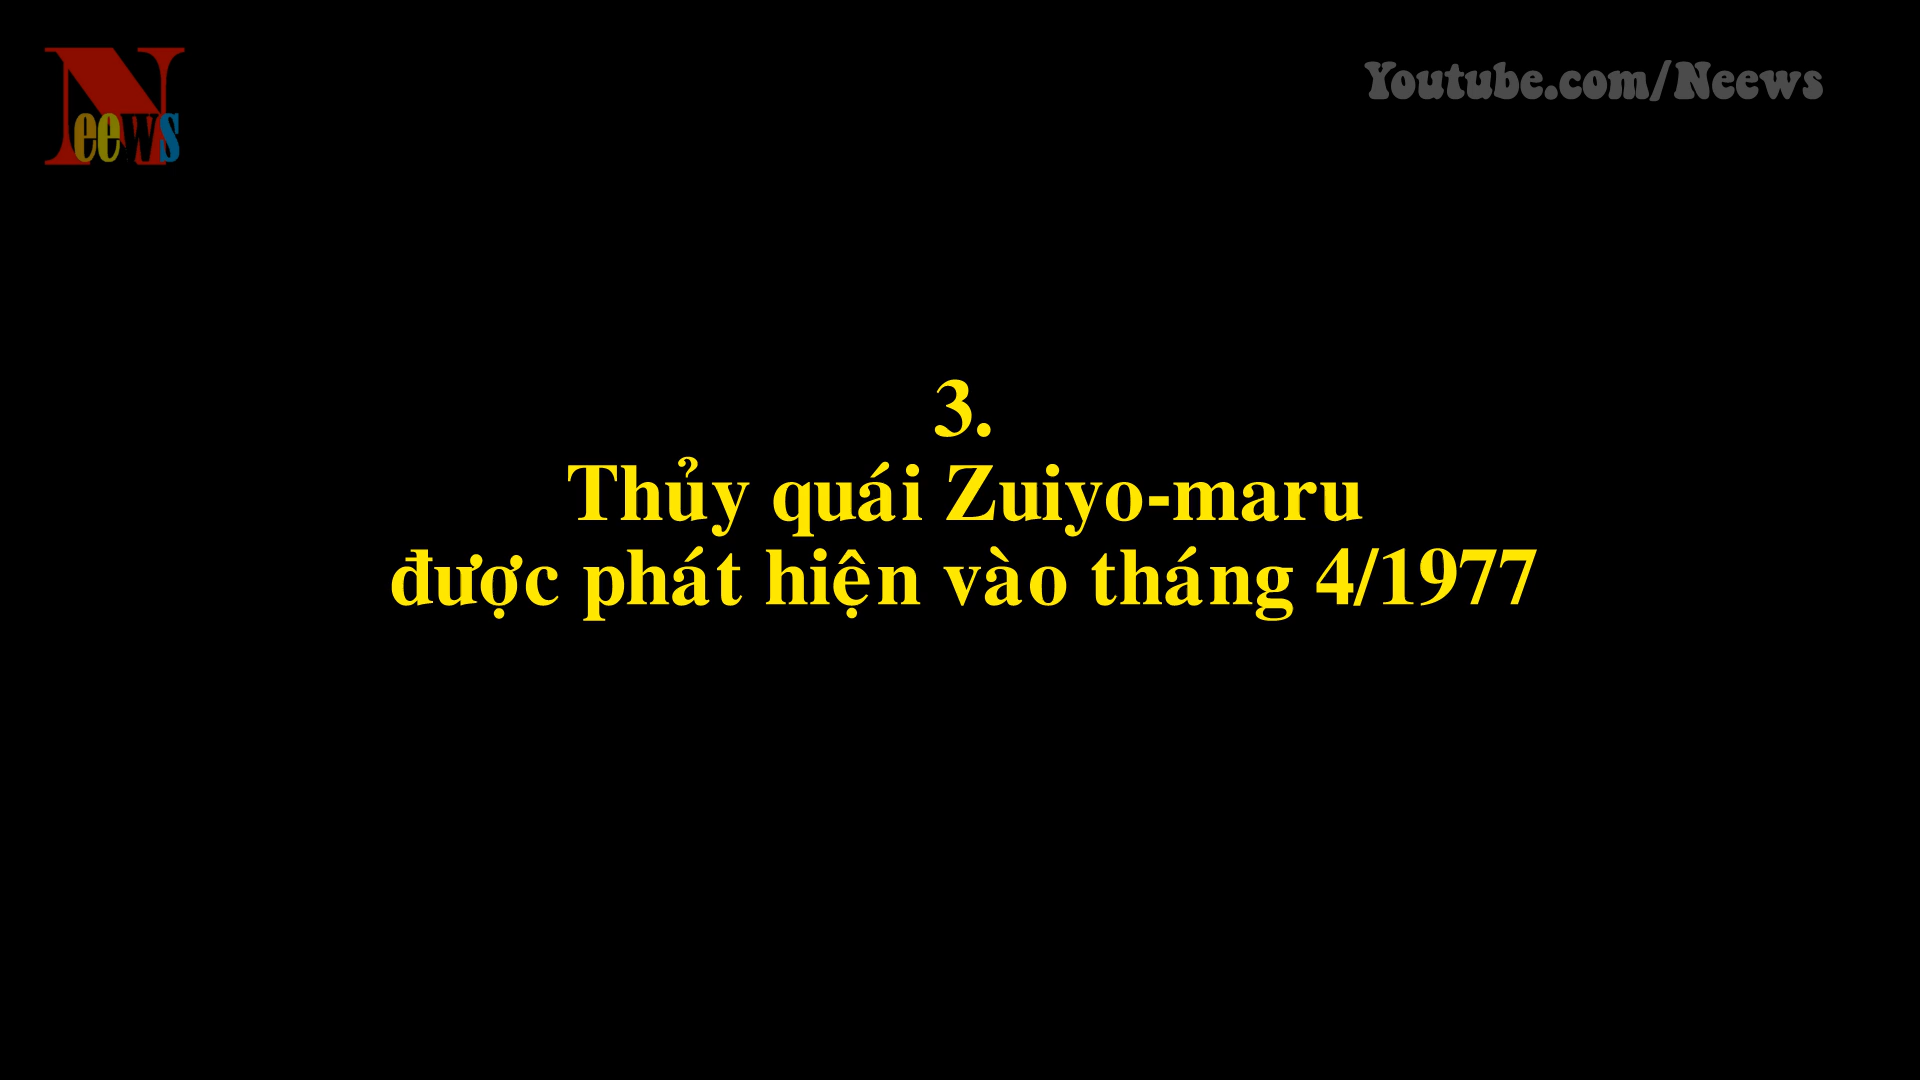 Neews
Youtube.com/Neews
3.
Thủy quái Zuiyo-maru
được phát hiện vào tháng 4/1977